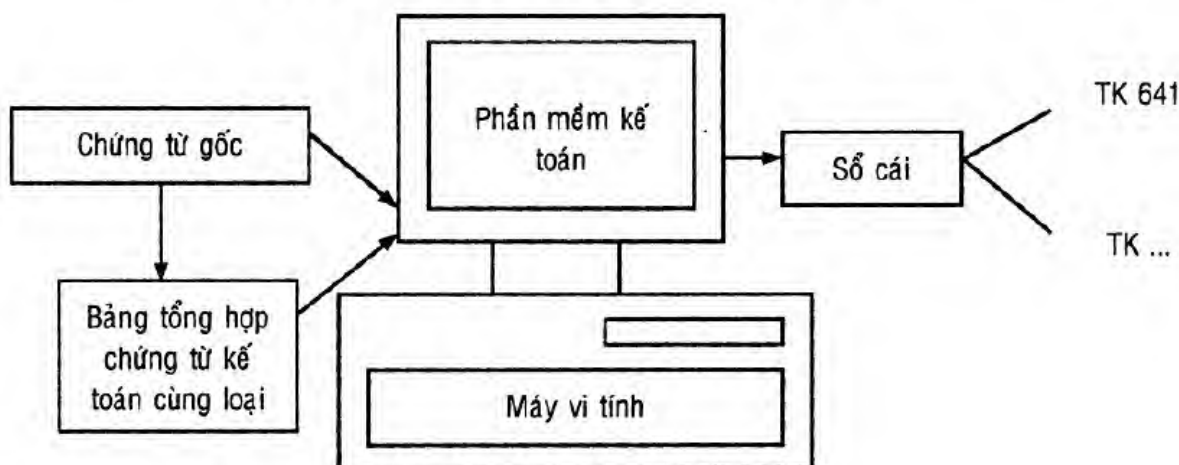 Chứng từ gốc
Bảng tổng hợp
chứng từ kế
toán cùng loại
Phần mềm kế
toán
Máy vi tính
Sổ cái
TK 641
TK ...